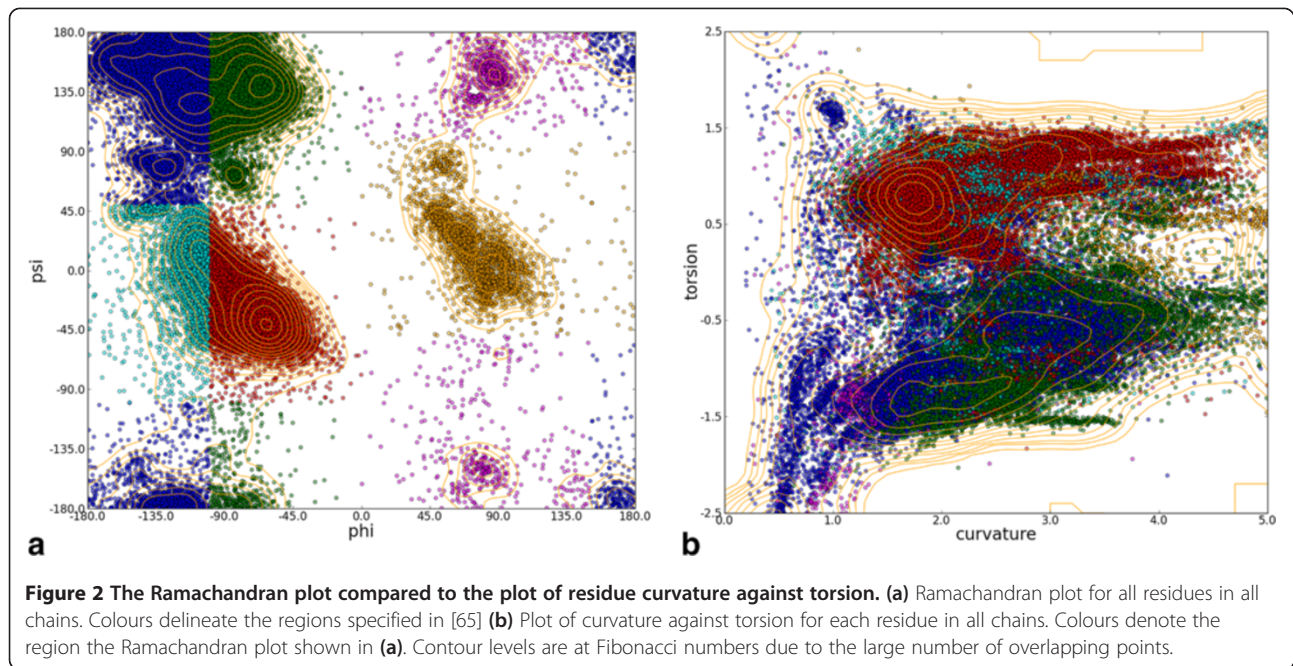 180.0
135.0
90.0
45.0
0.0
-45.0
-90.0
-135.0
-180.0
psi
-180.0 -135.0 -90.0 -45.0 0.0 45.0 90.0 135.0 180.0
phi
a
2.5
1.5
0.5
-0.5
-1.5
-2.5
torsion
0.0 1.0 2.0 3.0 4.0 5.0
curvature
b
Figure 2 The Ramachandran plot compared to the plot of residue curvature against torsion. (a) Ramachandran plot for all residues in all
chains. Colours delineate the regions specified in [65] (b) Plot of curvature against torsion for each residue in all chains. Colours denote the
region the Ramachandran plot shown in (a). Contour levels are at Fibonacci numbers due to the large number of overlapping points.